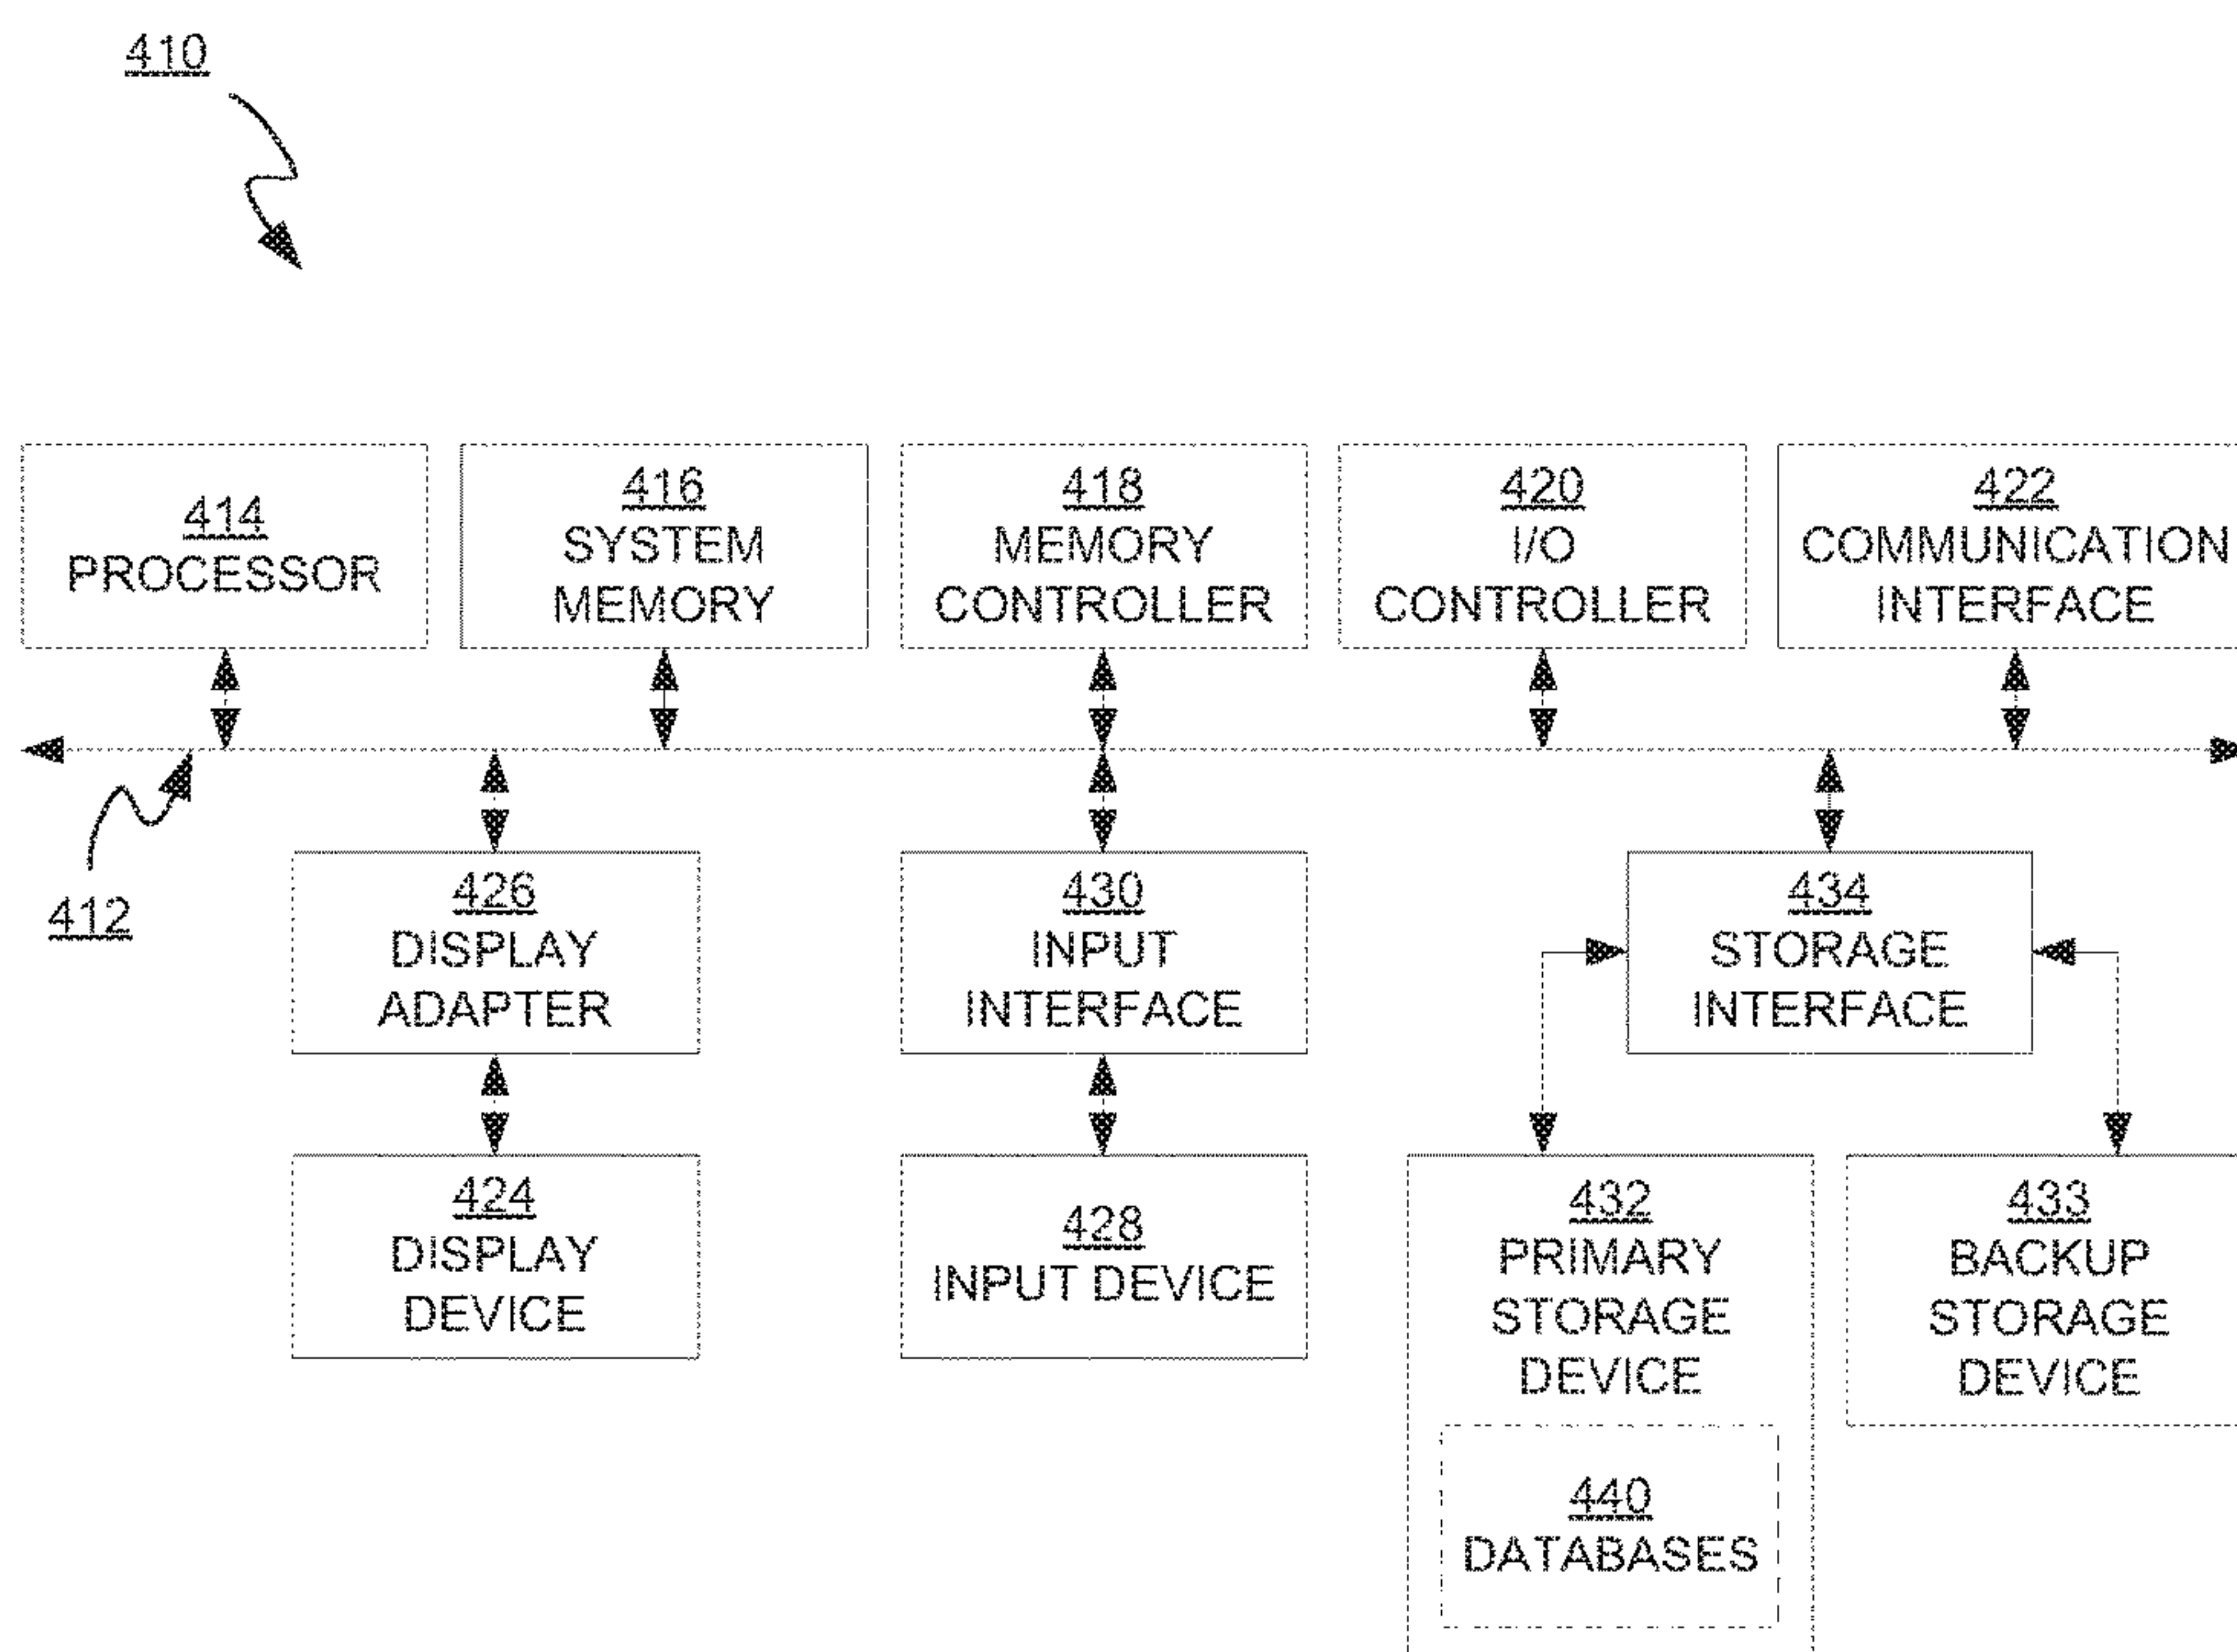 410
414
PROCESSOR
416
SYSTEM
MEMORY
418
MEMORY
CONTROLLER
420
I/O
CONTROLLER
422
COMMUNICATION
INTERFACE
412
426
DISPLAY
ADAPTER
430
INPUT
INTERFACE
434
STORAGE
INTERFACE
424
DISPLAY
DEVICE
428
INPUT DEVICE
432
PRIMARY
STORAGE
DEVICE
433
BACKUP
STORAGE
DEVICE
440
DATABASES